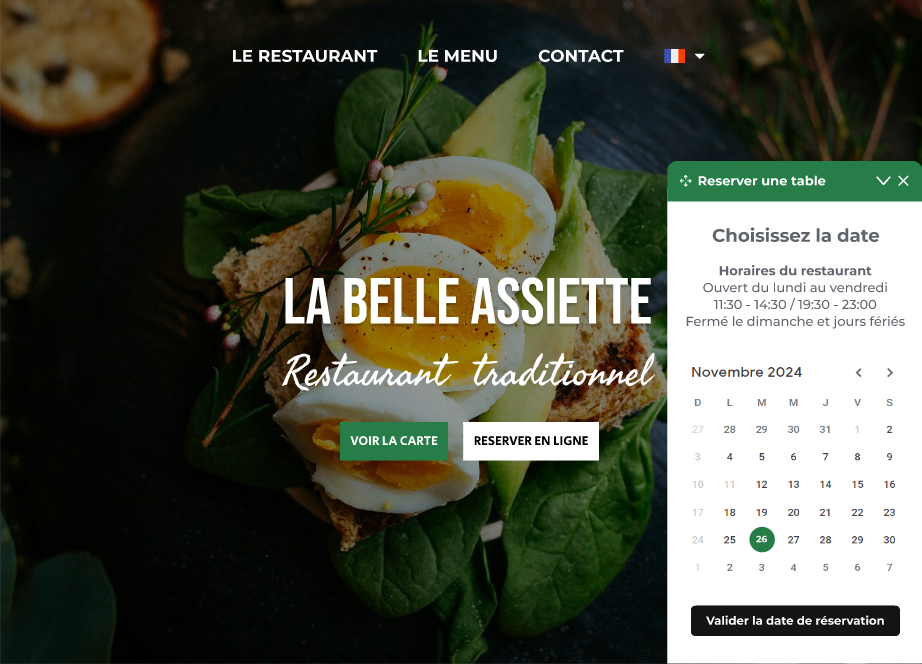 LE RESTAURANT LE MENU CONTACT
Reserver une table
Choisissez la date
Horaires du restaurant
Ouvert du lundi au vendredi
11:30 - 14:30 / 19:30 - 23:00
Fermé le dimanche et jours fériés
LA BELLE ASSIETTE
Restaurant traditionnel
VOIR LA CARTE RESERVER EN LIGNE
Novembre 2024
D L M M J V S
27 28 29 30 31 1 2
3 4 5 6 7 8 9
10 11 12 13 14 15 16
17 18 19 20 21 22 23
24 25 26 27 28 29 30
1 2 3 4 5 6 7
Valider la date de réservation